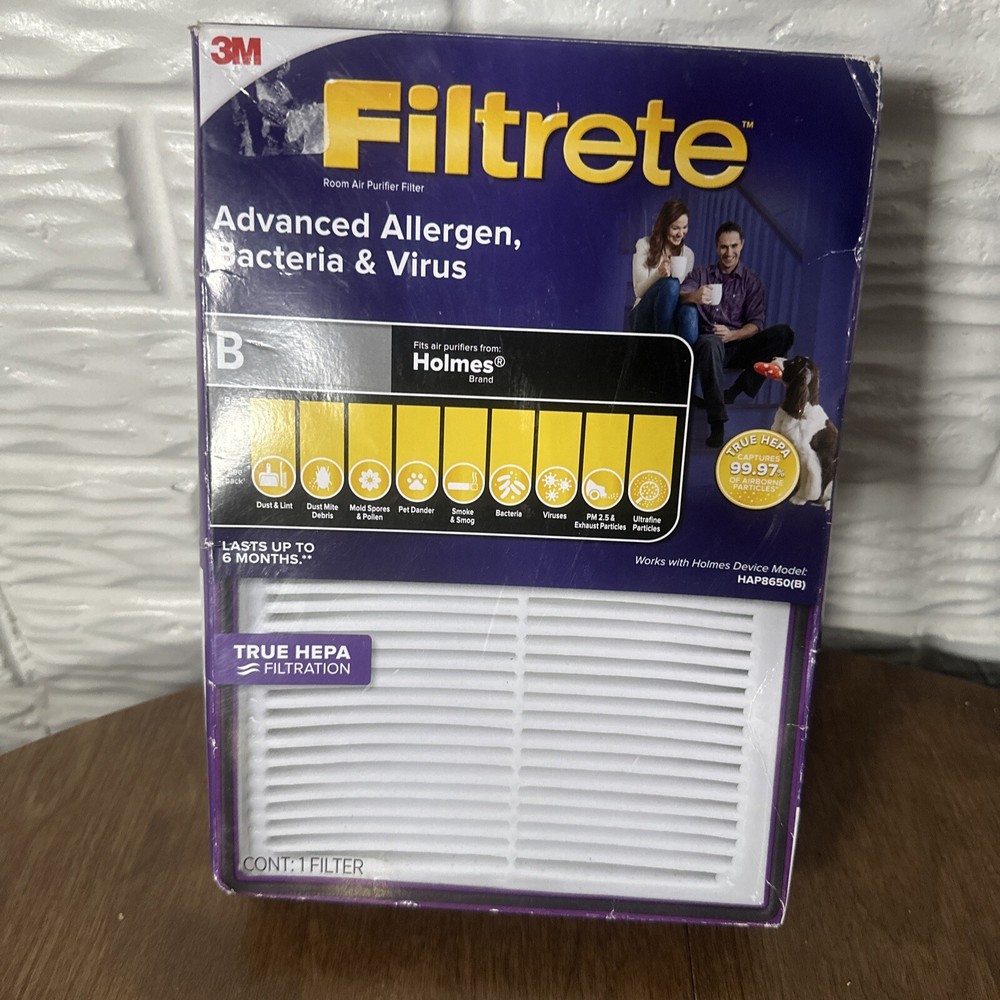 3M
Filtrete™
Room Air Purifier Filter
Advanced Allergen,
Bacteria & Virus
B
Fits air purifiers from:
Holmes®
Brand
Dust & Lint
Dust Mite
Debris
Mold Spores
& Pollen
Pet Dander
Smoke
& Smog
Bacteria
Viruses
PM 2.5 &
Exhaust Particles
Ultrafine
Particles
TRUE HEPA
CAPTURES
99.97%
OF AIRBORNE
PARTICLES*
LASTS UP TO
6 MONTHS.**
Works with Holmes Device Model:
HAP8650(B)
TRUE HEPA
FILTRATION
CONT: 1 FILTER